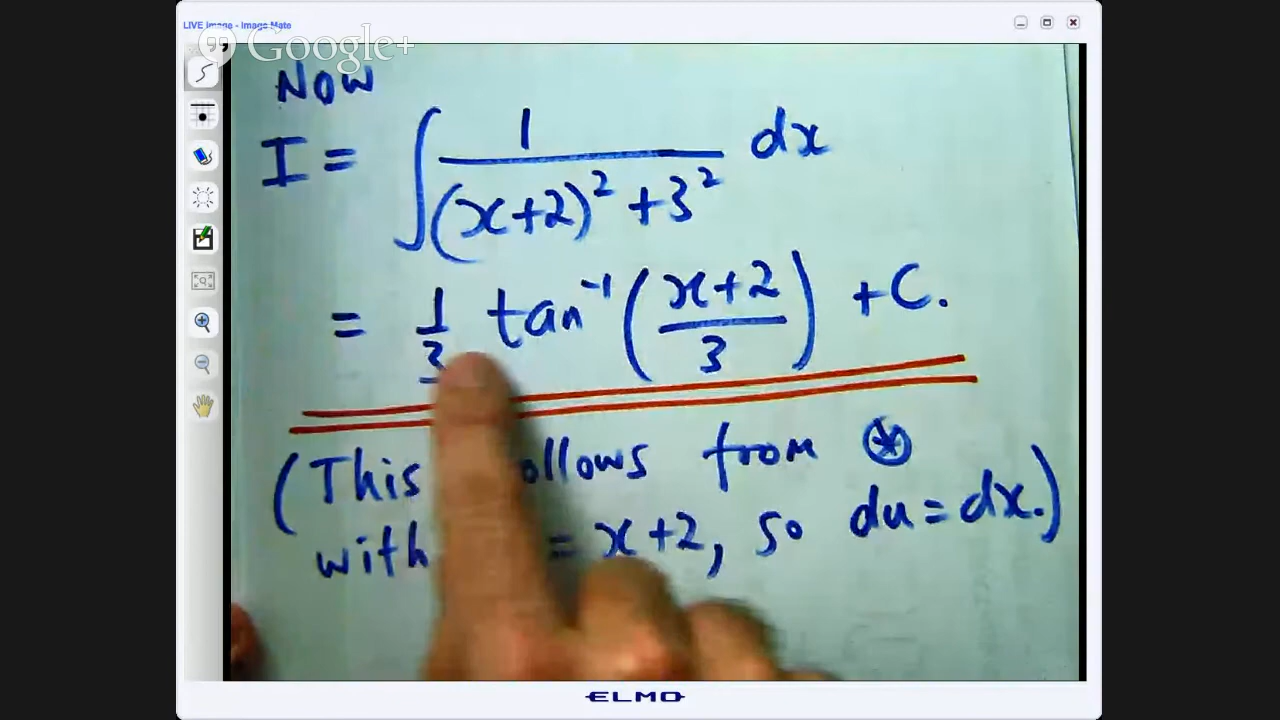 LIVE image - Image Mate
Google+
NOW
I = ∫ 1/((x+2)² + 3²) dx
= 1/3 tan⁻¹ ((x+2)/3) + C.
(This from ⊛
with = x+2, so du = dx.)
ELMO